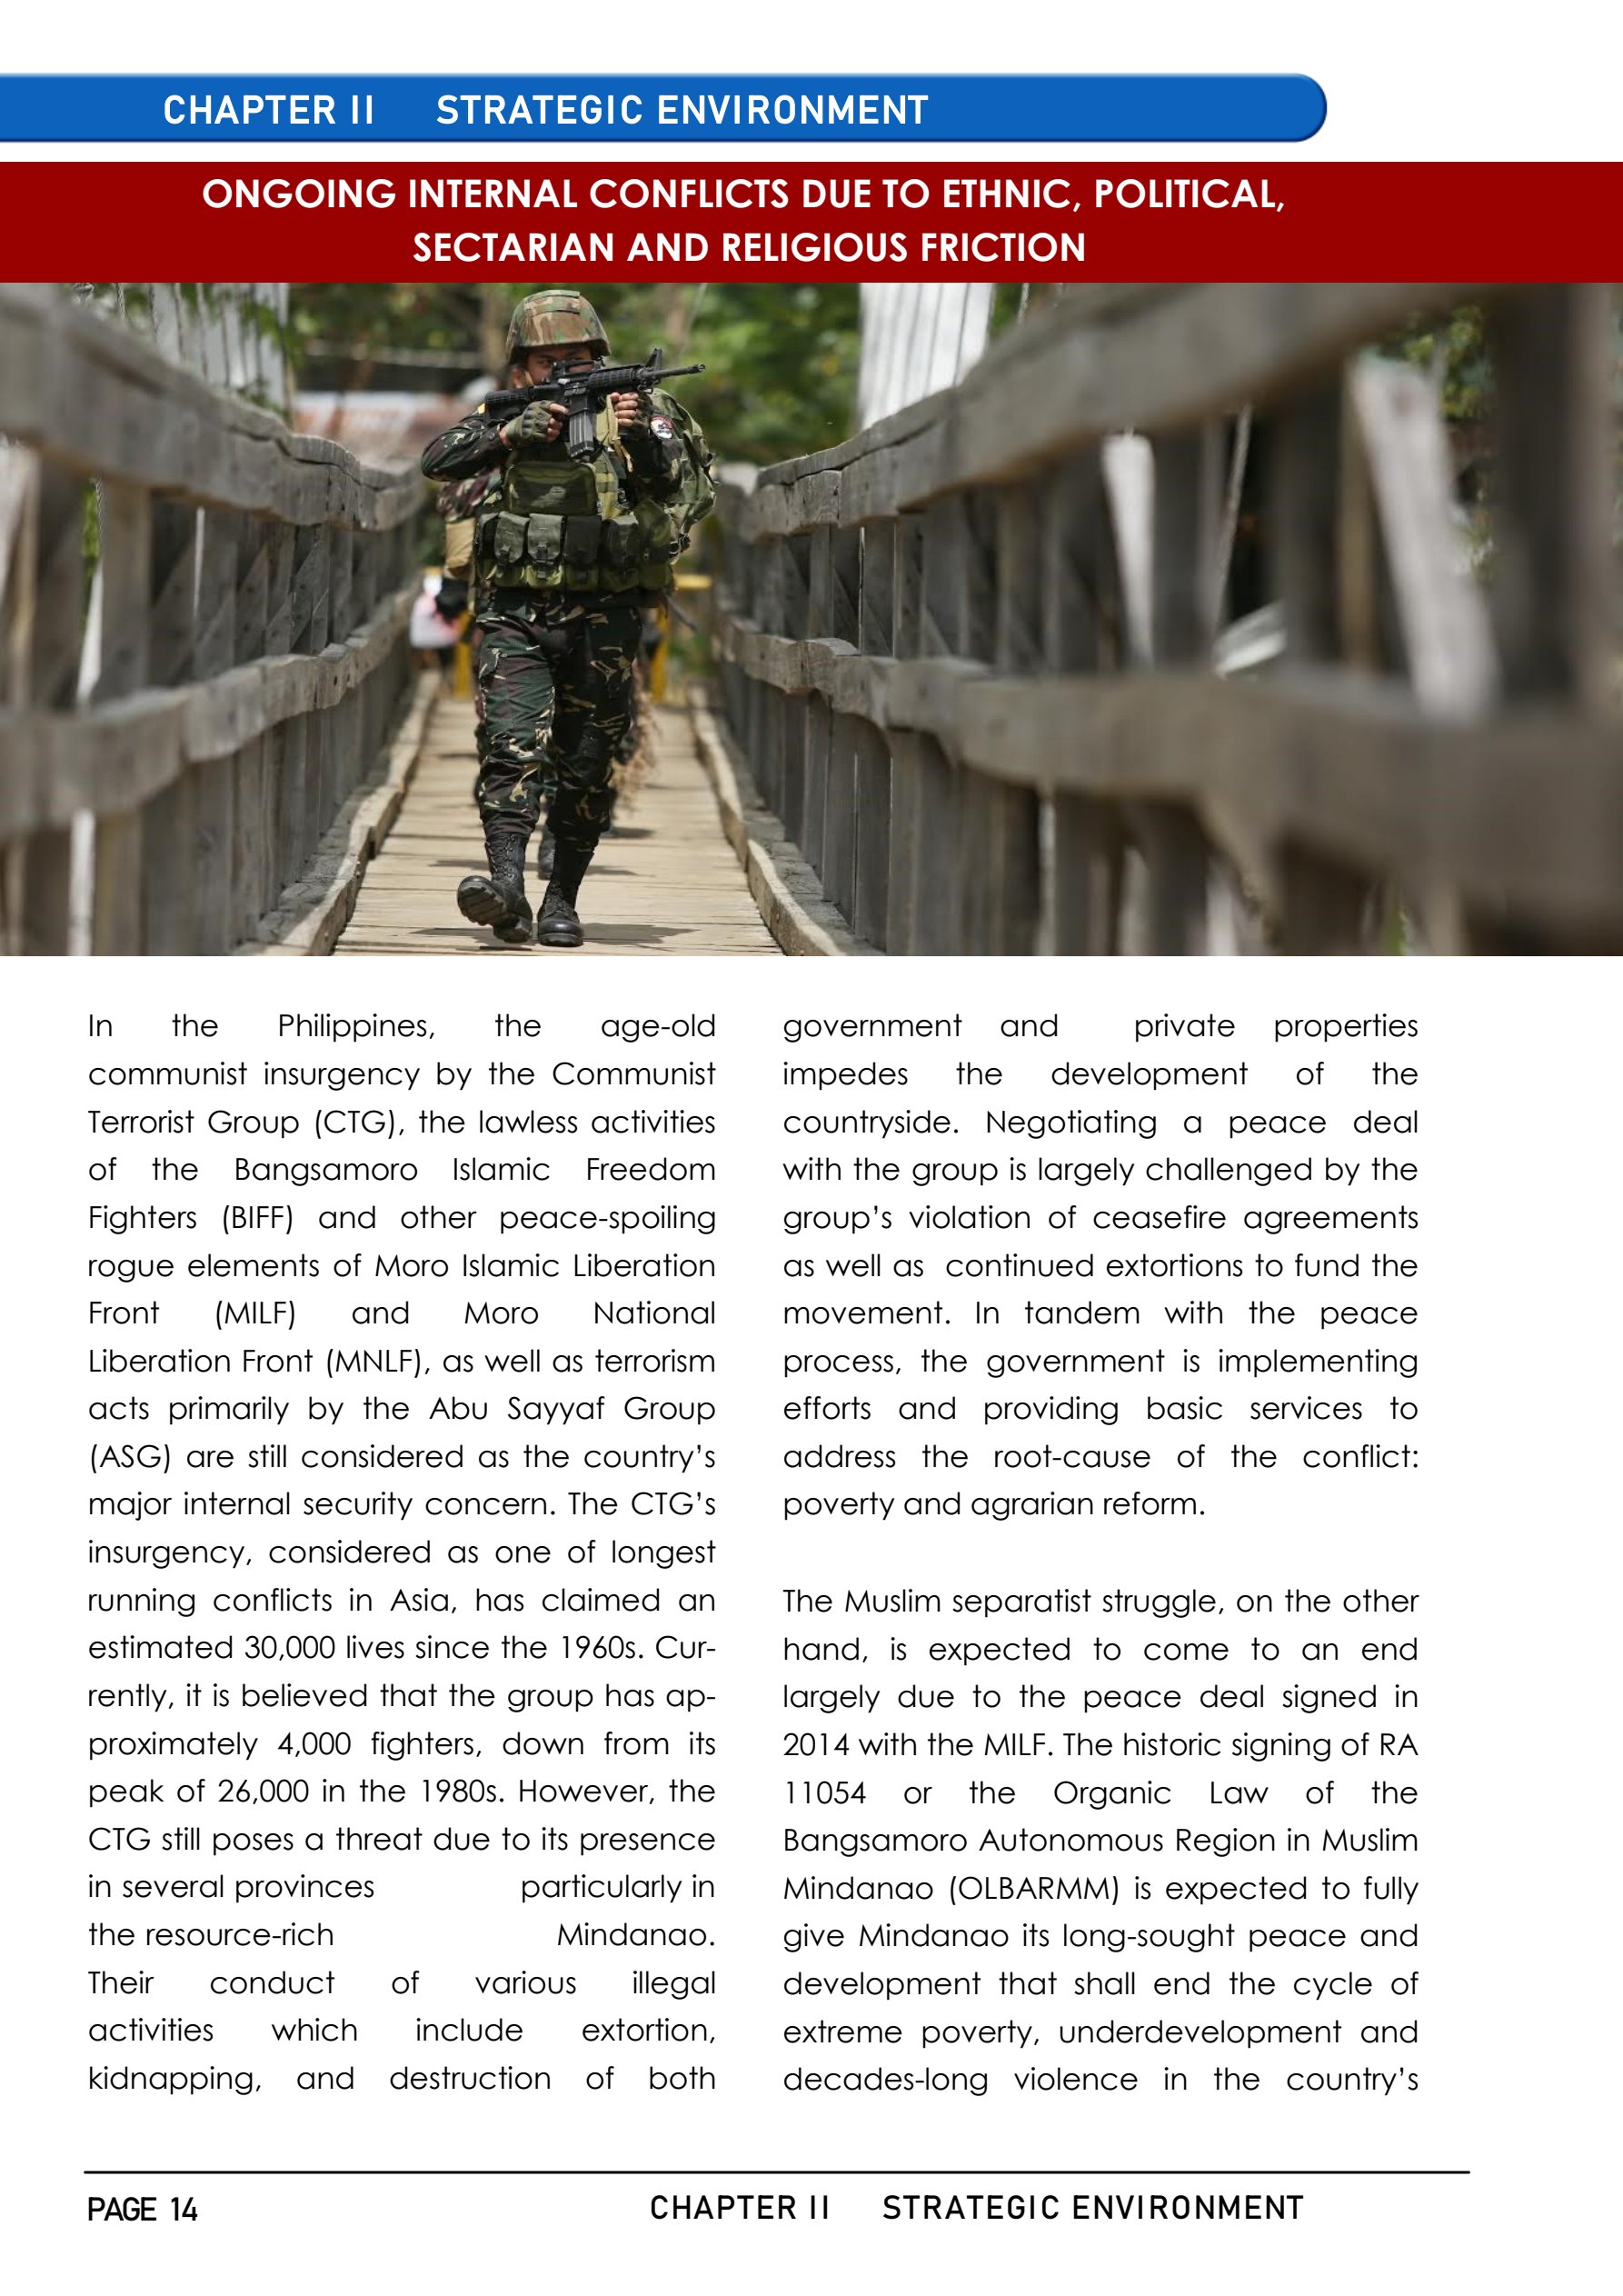 CHAPTER II STRATEGIC ENVIRONMENT
ONGOING INTERNAL CONFLICTS DUE TO ETHNIC, POLITICAL,
SECTARIAN AND RELIGIOUS FRICTION
In the Philippines, the age-old
communist insurgency by the Communist
Terrorist Group (CTG), the lawless activities
of the Bangsamoro Islamic Freedom
Fighters (BIFF) and other peace-spoiling
rogue elements of Moro Islamic Liberation
Front (MILF) and Moro National
Liberation Front (MNLF), as well as terrorism
acts primarily by the Abu Sayyaf Group
(ASG) are still considered as the country's
major internal security concern. The CTG's
insurgency, considered as one of longest
running conflicts in Asia, has claimed an
estimated 30,000 lives since the 1960s. Cur-
rently, it is believed that the group has ap-
proximately 4,000 fighters, down from its
peak of 26,000 in the 1980s. However, the
CTG still poses a threat due to its presence
in several provinces particularly in
the resource-rich Mindanao.
Their conduct of various illegal
activities which include extortion,
kidnapping, and destruction of both
government and private properties
impedes the development of the
countryside. Negotiating a peace deal
with the group is largely challenged by the
group's violation of ceasefire agreements
as well as continued extortions to fund the
movement. In tandem with the peace
process, the government is implementing
efforts and providing basic services to
address the root-cause of the conflict:
poverty and agrarian reform.
The Muslim separatist struggle, on the other
hand, is expected to come to an end
largely due to the peace deal signed in
2014 with the MILF. The historic signing of RA
11054 or the Organic Law of the
Bangsamoro Autonomous Region in Muslim
Mindanao (OLBARMM) is expected to fully
give Mindanao its long-sought peace and
development that shall end the cycle of
extreme poverty, underdevelopment and
decades-long violence in the country's
PAGE 14 CHAPTER II STRATEGIC ENVIRONMENT